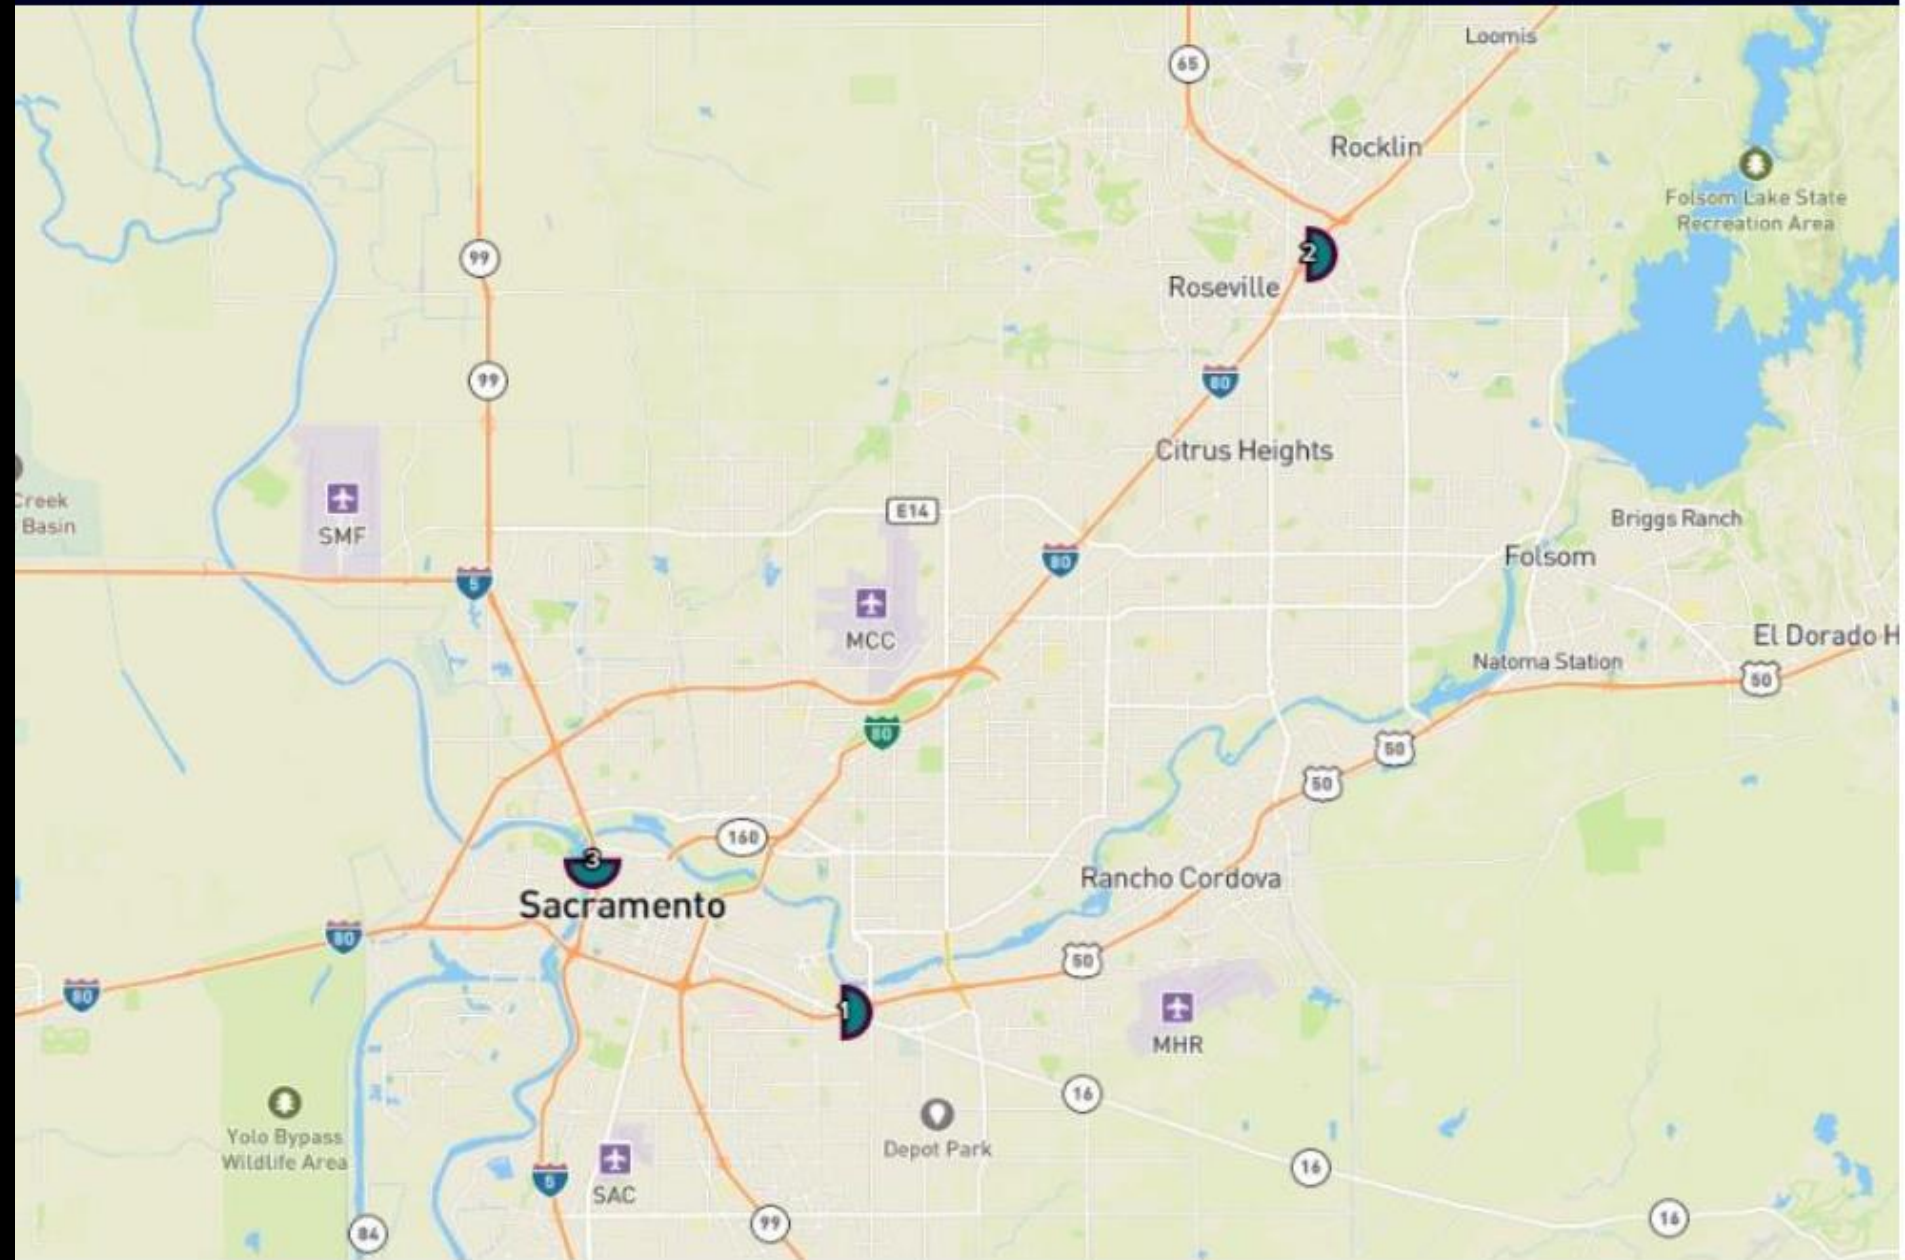 Loomis
65
Rocklin
Folsom Lake State
Recreation Area
99
2
Roseville
99
80
Citrus Heights
Creek
Basin
SMF
E14
Briggs Ranch
80
Folsom
5
MCC
El Dorado H
Natoma Station
50
80
50
50
160
3
Rancho Cordova
Sacramento
80
50
80
1
MHR
16
Yolo Bypass
Wildlife Area
Depot Park
5
SAC
16
84
99
16